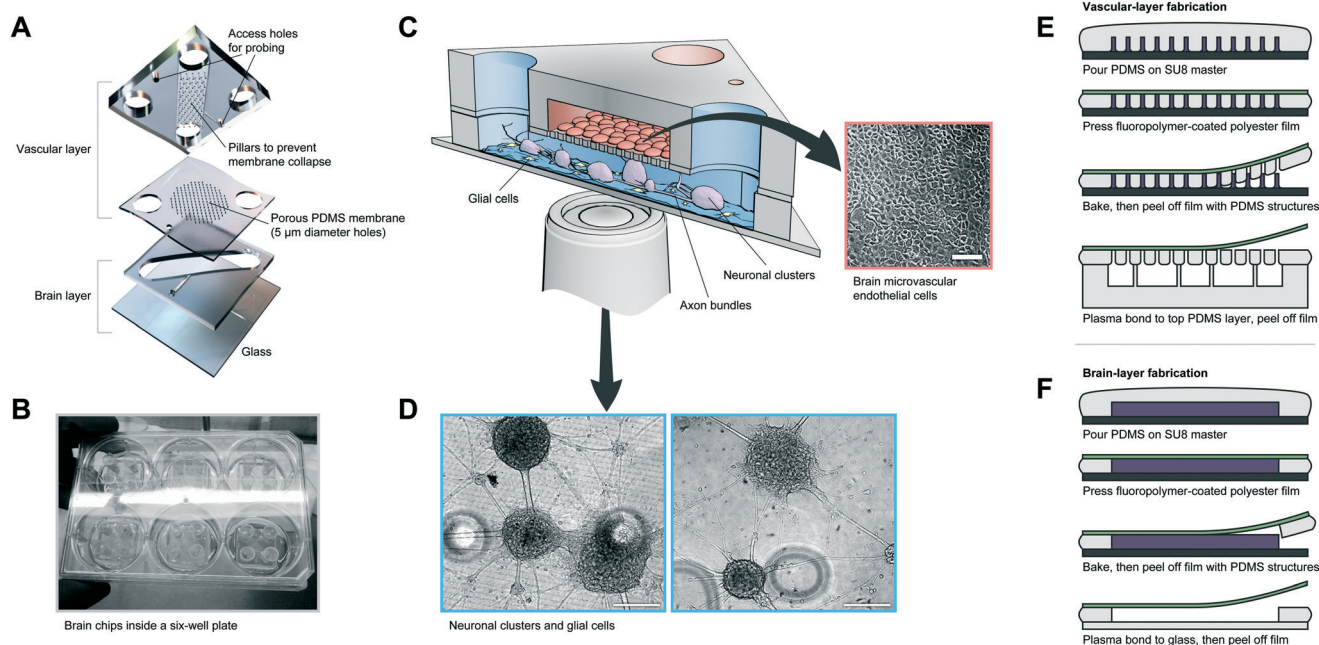 A
Access holes
for probing
Vascular layer
Pillars to prevent
membrane collapse
Porous PDMS membrane
(5 µm diameter holes)
Brain layer
Glass
B
Brain chips inside a six-well plate
C
Glial cells
Neuronal clusters
Axon bundles
Brain microvascular
endothelial cells
D
Neuronal clusters and glial cells
E
Vascular-layer fabrication
Pour PDMS on SU8 master
Press fluoropolymer-coated polyester film
Bake, then peel off film with PDMS structures
Plasma bond to top PDMS layer, peel off film
F
Brain-layer fabrication
Pour PDMS on SU8 master
Press fluoropolymer-coated polyester film
Bake, then peel off film with PDMS structures
Plasma bond to glass, then peel off film